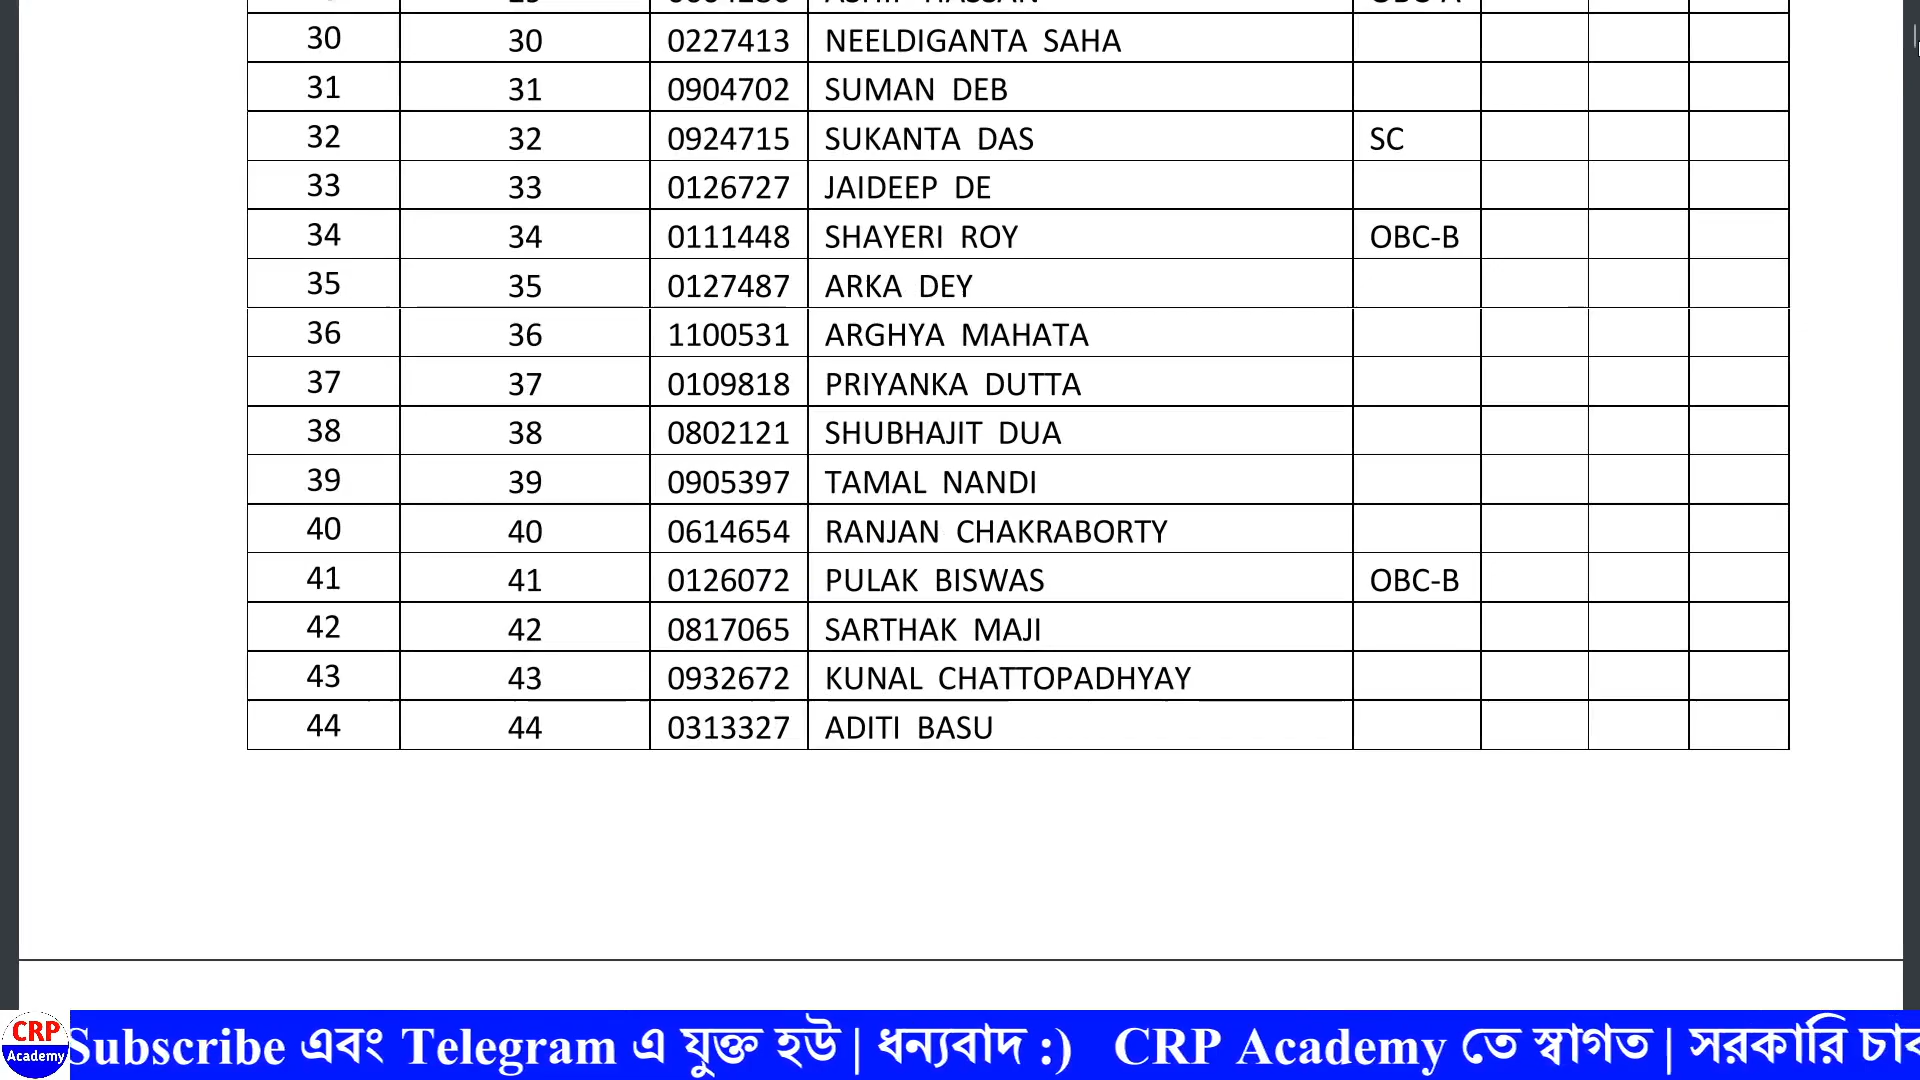 30 30 0227413 NEELDIGANTA SAHA
31 31 0904702 SUMAN DEB
32 32 0924715 SUKANTA DAS SC
33 33 0126727 JAIDEEP DE
34 34 0111448 SHAYERI ROY OBC-B
35 35 0127487 ARKA DEY
36 36 1100531 ARGHYA MAHATA
37 37 0109818 PRIYANKA DUTTA
38 38 0802121 SHUBHAJIT DUA
39 39 0905397 TAMAL NANDI
40 40 0614654 RANJAN CHAKRABORTY
41 41 0126072 PULAK BISWAS OBC-B
42 42 0817065 SARTHAK MAJI
43 43 0932672 KUNAL CHATTOPADHYAY
44 44 0313327 ADITI BASU
CRP
Academy
Subscribe এবং Telegram এ যুক্ত হউ | ধন্যবাদ :) CRP Academy তে স্বাগত | সরকারি